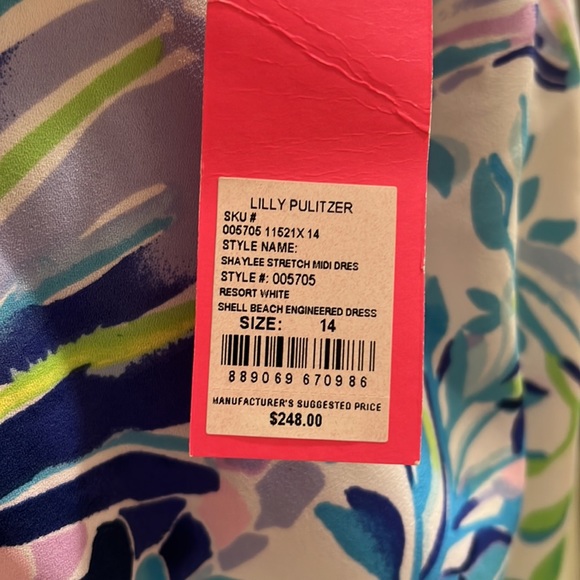 LILLY PULITZER
SKU #
005705 11521X 14
STYLE NAME:
SHAYLEE STRETCH MIDI DRES
STYLE #: 005705
RESORT WHITE
SHELL BEACH ENGINEERED DRESS
SIZE: 14
889069 670986
MANUFACTURER'S SUGGESTED PRICE
$248.00